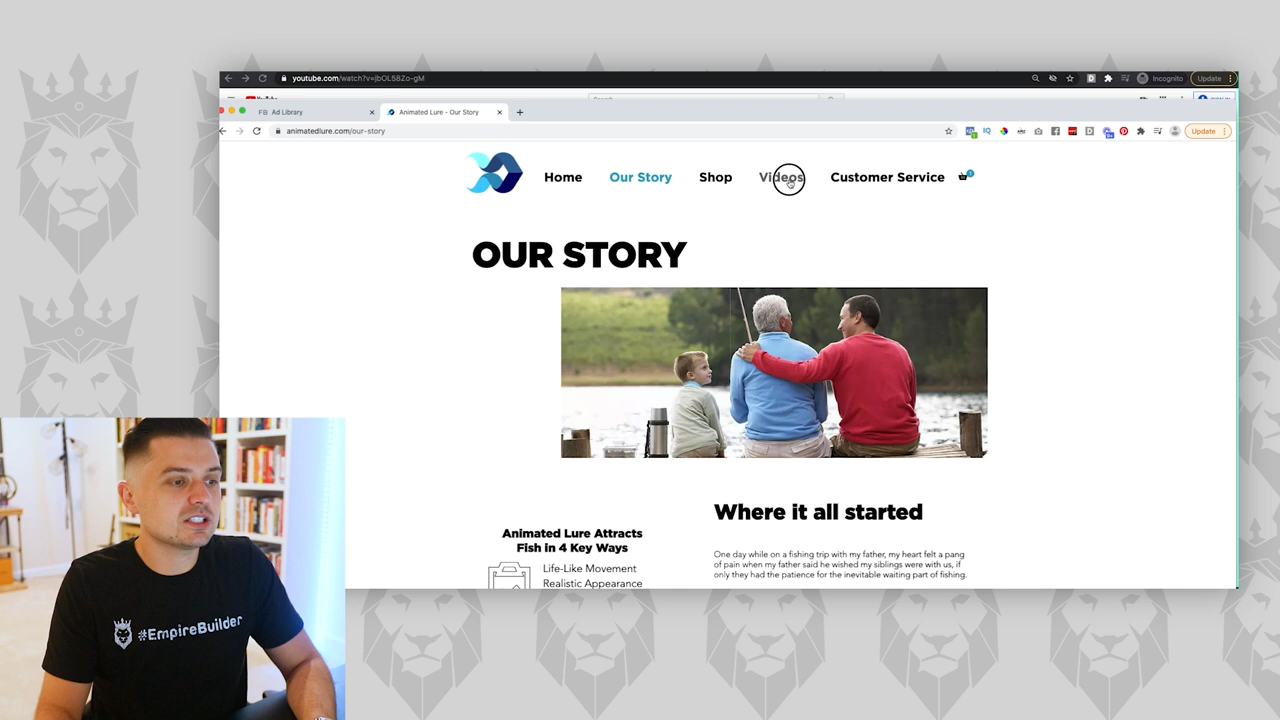 youtube.com/watch?v=jbOL58Zo-gM
Incognito
Update
FB Ad Library
Animated Lure - Our Story
animatedlure.com/our-story
Update
Home
Our Story
Shop
Videos
Customer Service
1
OUR STORY
Where it all started
Animated Lure Attracts
Fish in 4 Key Ways
Life-Like Movement
Realistic Appearance
One day while on a fishing trip with my father, my heart felt a pang
of pain when my father said he wished my siblings were with us, if
only they had the patience for the inevitable waiting part of fishing.
#EmpireBuilder